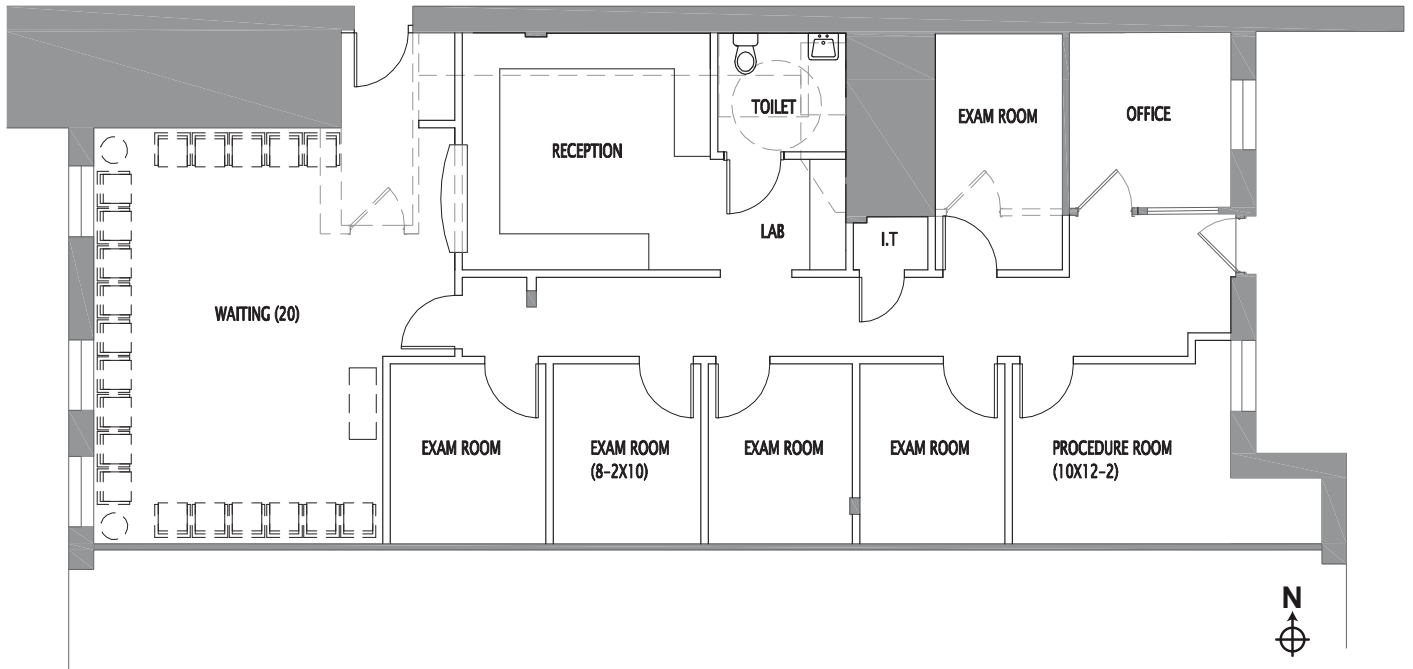 TOILET
EXAM ROOM
OFFICE
RECEPTION
LAB
I.T
WAITING (20)
EXAM ROOM
EXAM ROOM
(8-2X10)
EXAM ROOM
EXAM ROOM
PROCEDURE ROOM
(10X12-2)
N